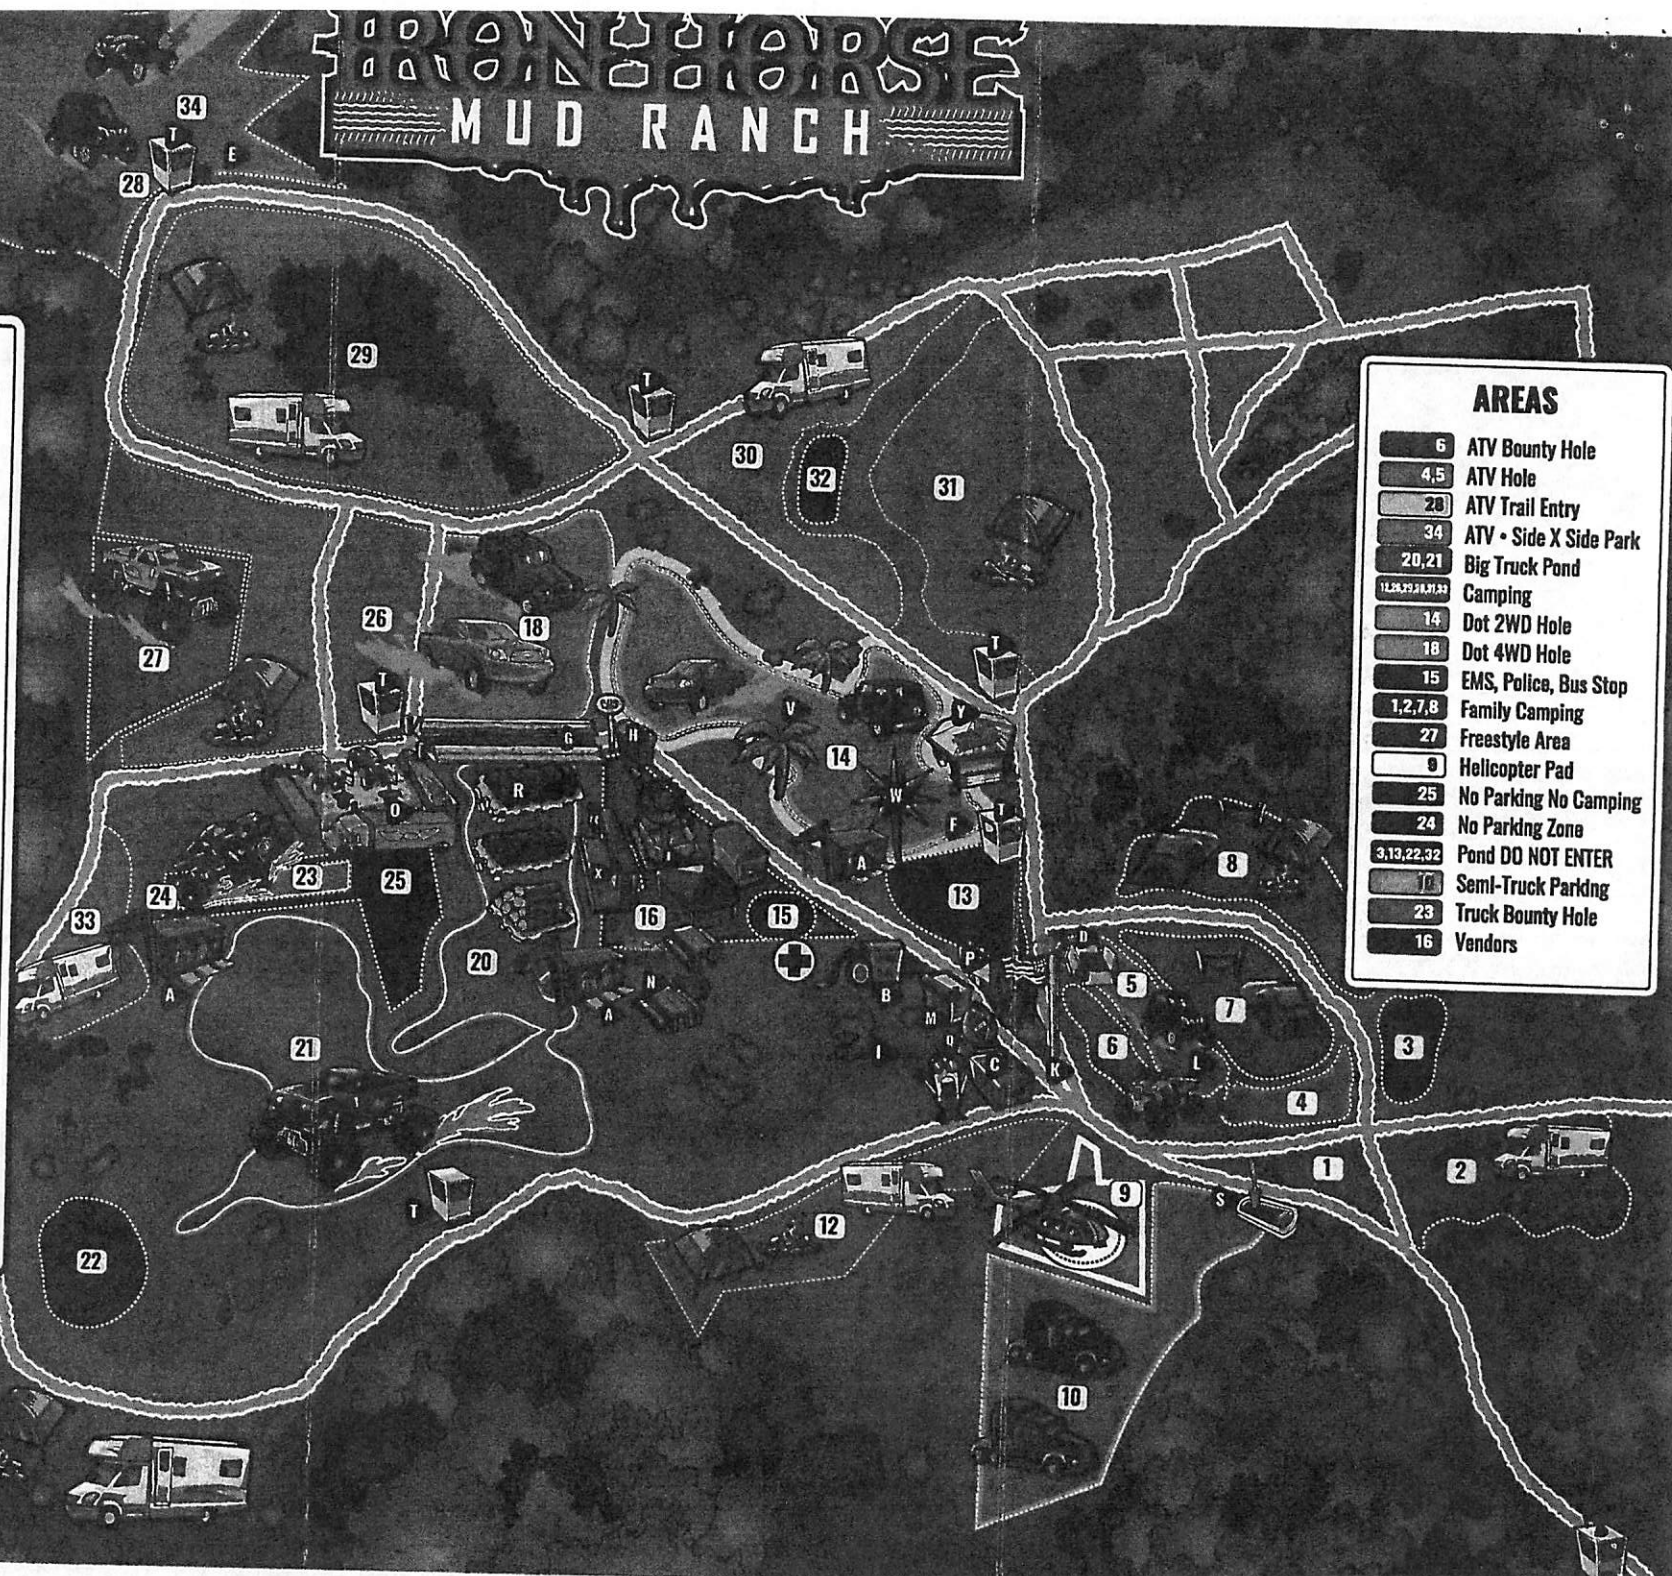 IRON HORSE
MUD RANCH
34
T
E
28
29
T
30
32
31
26
18
27
T
T
V
Y
G
H
14
R
W
O
F
T
A
8
23
25
X
24
13
33
16
15
D
P
20
5
A
N
B
7
A
M
21
I
6
L
3
C
K
4
T
1
2
9
S
12
22
10
AREAS
6 ATV Bounty Hole
4,5 ATV Hole
28 ATV Trail Entry
34 ATV • Side X Side Park
20,21 Big Truck Pond
Camping
14 Dot 2WD Hole
18 Dot 4WD Hole
15 EMS, Police, Bus Stop
1,2,7,8 Family Camping
27 Freestyle Area
9 Helicopter Pad
25 No Parking No Camping
24 No Parking Zone
3,13,22,32 Pond DO NOT ENTER
10 Semi-Truck Parking
23 Truck Bounty Hole
16 Vendors